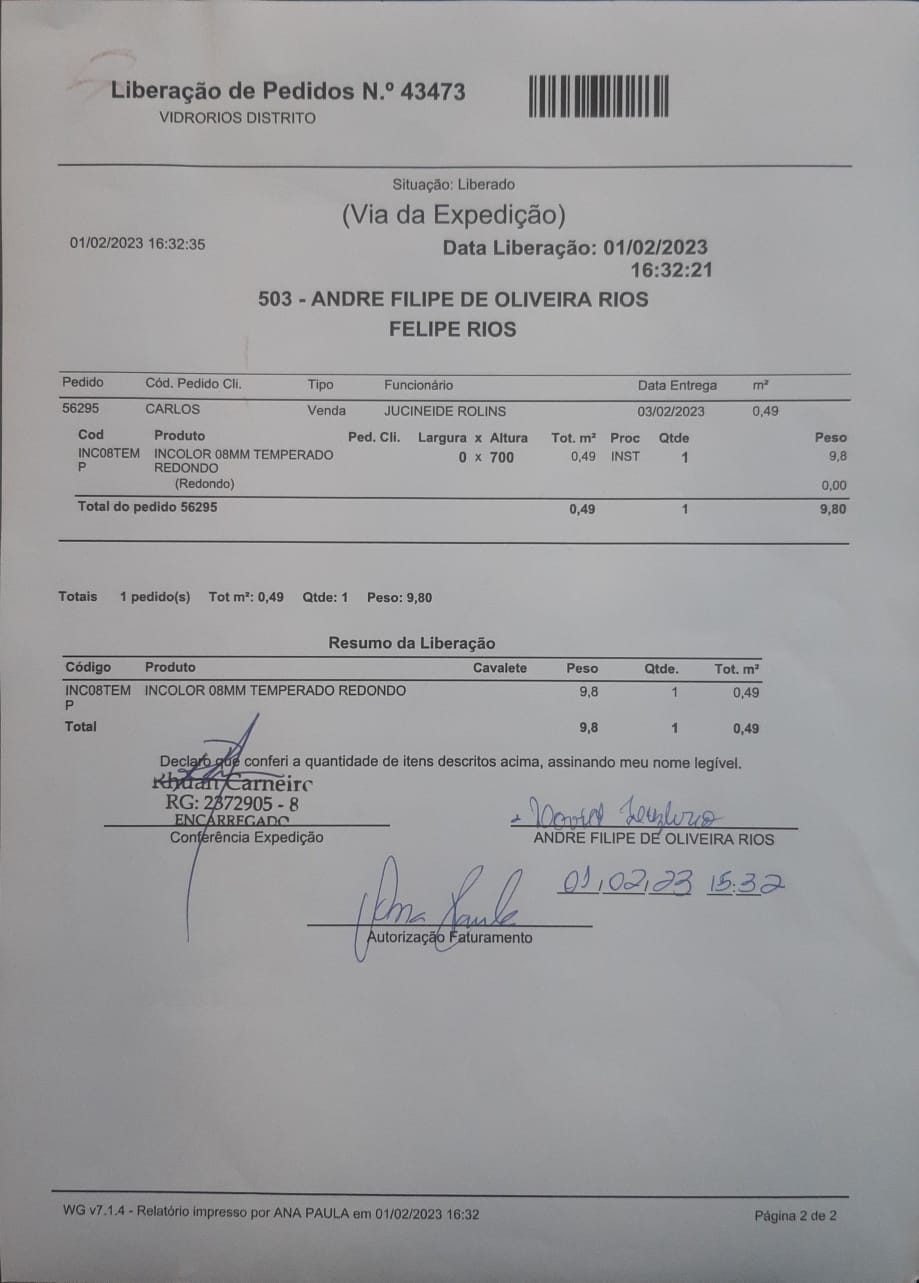 Liberação de Pedidos N.º 43473
VIDRORIOS DISTRITO
Situação: Liberado
(Via da Expedição)
01/02/2023 16:32:35
Data Liberação: 01/02/2023
16:32:21
503 - ANDRE FILIPE DE OLIVEIRA RIOS
FELIPE RIOS
Pedido Cód. Pedido Cli. Tipo Funcionário Data Entrega m²
56295 CARLOS Venda JUCINEIDE ROLINS 03/02/2023 0,49
Cod Produto Ped. Cli. Largura x Altura Tot. m² Proc Qtde Peso
INC08TEM INCOLOR 08MM TEMPERADO 0 x 700 0,49 INST 1 9,8
P REDONDO
(Redondo) 0,00
Total do pedido 56295 0,49 1 9,80
Totais 1 pedido(s) Tot m²: 0,49 Qtde: 1 Peso: 9,80
Resumo da Liberação
Código Produto Cavalete Peso Qtde. Tot. m²
INC08TEM INCOLOR 08MM TEMPERADO REDONDO 9,8 1 0,49
P
Total 9,8 1 0,49
Declaro que conferi a quantidade de itens descritos acima, assinando meu nome legível.
Rhuan Carneiro
RG: 2372905 - 8
ENCARREGADO
Conferência Expedição
David
ANDRE FILIPE DE OLIVEIRA RIOS
01,02,23 15:32
Ana Paula
Autorização Faturamento
WG v7.1.4 - Relatório impresso por ANA PAULA em 01/02/2023 16:32
Página 2 de 2